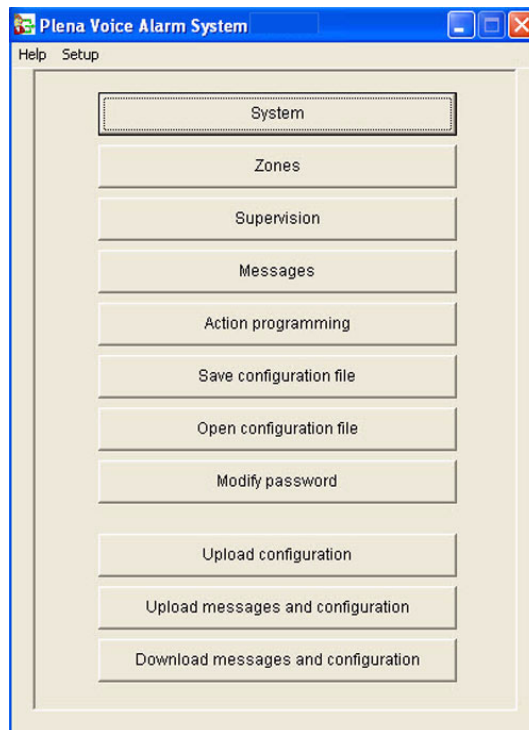 Plena Voice Alarm System
Help Setup
System
Zones
Supervision
Messages
Action programming
Save configuration file
Open configuration file
Modify password
Upload configuration
Upload messages and configuration
Download messages and configuration